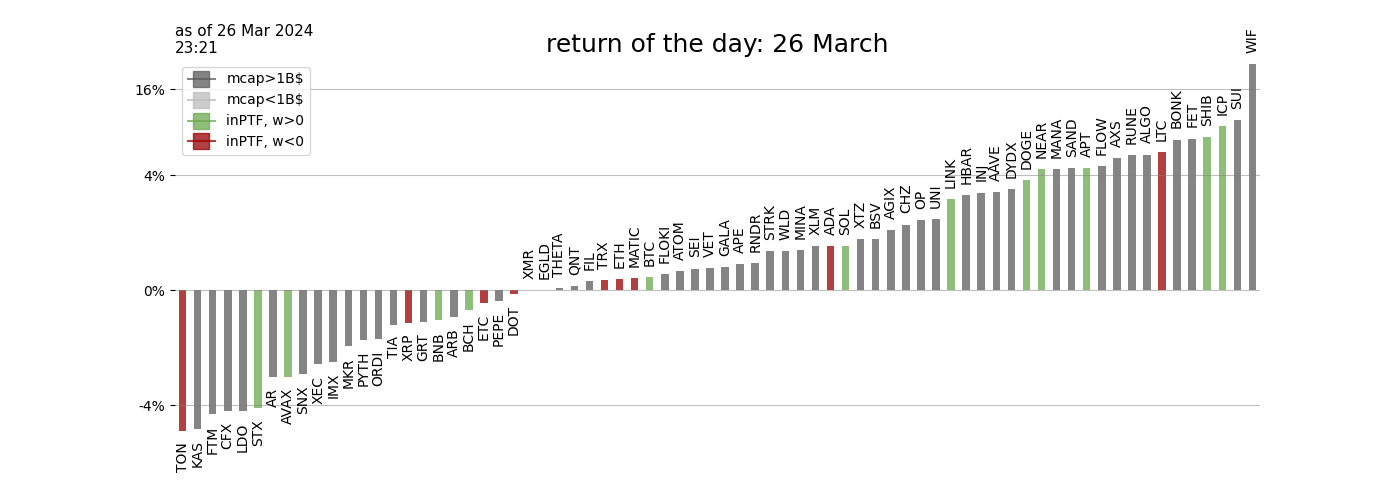 as of 26 Mar 2024
23:21
return of the day: 26 March
mcap>1B$
mcap<1B$
inPTF, w>0
inPTF, w<0
16%
4%
0%
-4%
TON
KAS
FTM
CFX
LDO
STX
AR
AVAX
SNX
XEC
IMX
MKR
PYTH
ORDI
TIA
XRP
GRT
BNB
ARB
BCH
ETC
PEPE
DOT
XMR
EGLD
THETA
QNT
FIL
TRX
ETH
MATIC
BTC
FLOKI
ATOM
SEI
VET
GALA
APE
RNDR
STRK
WLD
MINA
XLM
ADA
SOL
XTZ
BSV
AGIX
CHZ
OP
UNI
LINK
HBAR
INJ
AAVE
DYDX
DOGE
NEAR
MANA
SAND
APT
FLOW
AXS
RUNE
ALGO
LTC
BONK
FET
SHIB
ICP
SUI
WIF